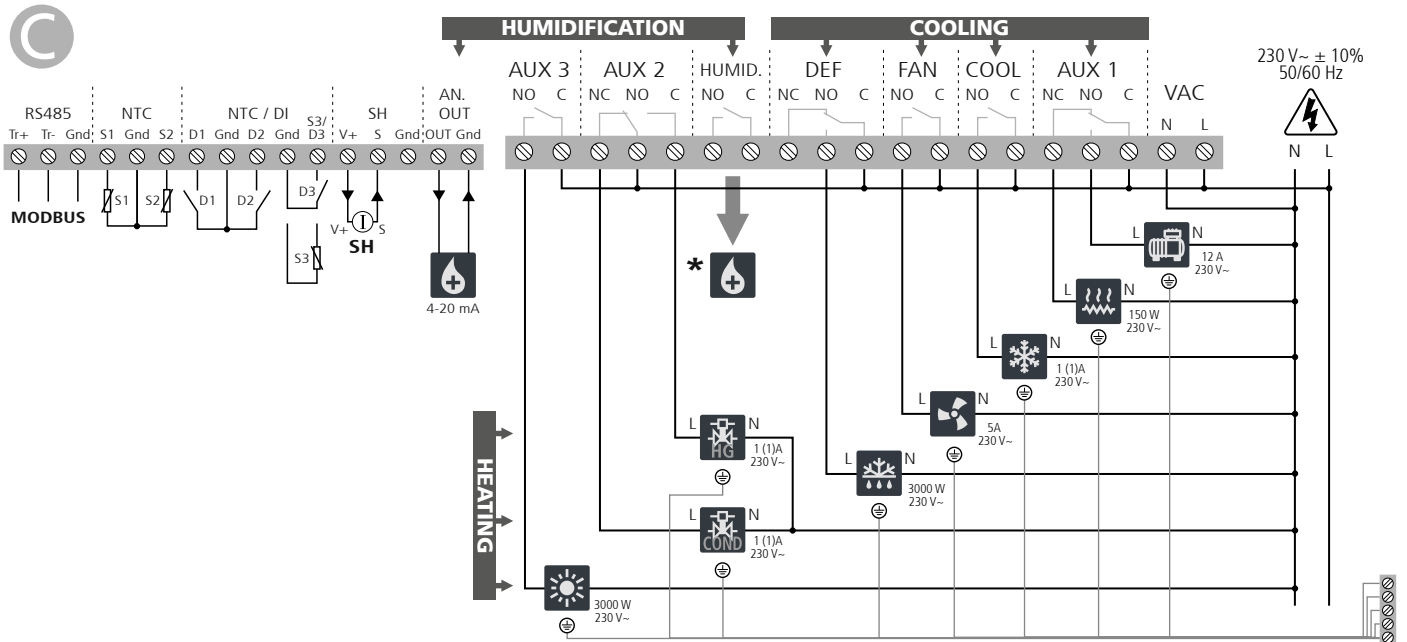 C
HUMIDIFICATION
COOLING
230 V~ ± 10%
50/60 Hz
AUX 3
AUX 2
HUMID.
DEF
FAN
COOL
AUX 1
VAC
RS485
NTC
NTC / DI
SH
AN.
OUT
NO C
NC NO C
NO C
NC NO C
NO C
NO C
NC NO C
N L
Tr+ Tr- Gnd
S1 Gnd S2
D1 Gnd D2 Gnd S3/
D3
V+ S Gnd
OUT Gnd
N L
MODBUS
S1
S2
D1
D2
D3
S3
V+ I S
SH
4-20 mA
*
L N
12 A
230 V~
L N
150 W
230 V~
L N
1 (1)A
230 V~
L N
5A
230 V~
L N
3000 W
230 V~
HEATING
L N
HG
1 (1)A
230 V~
L N
COND
1 (1)A
230 V~
3000 W
230 V~